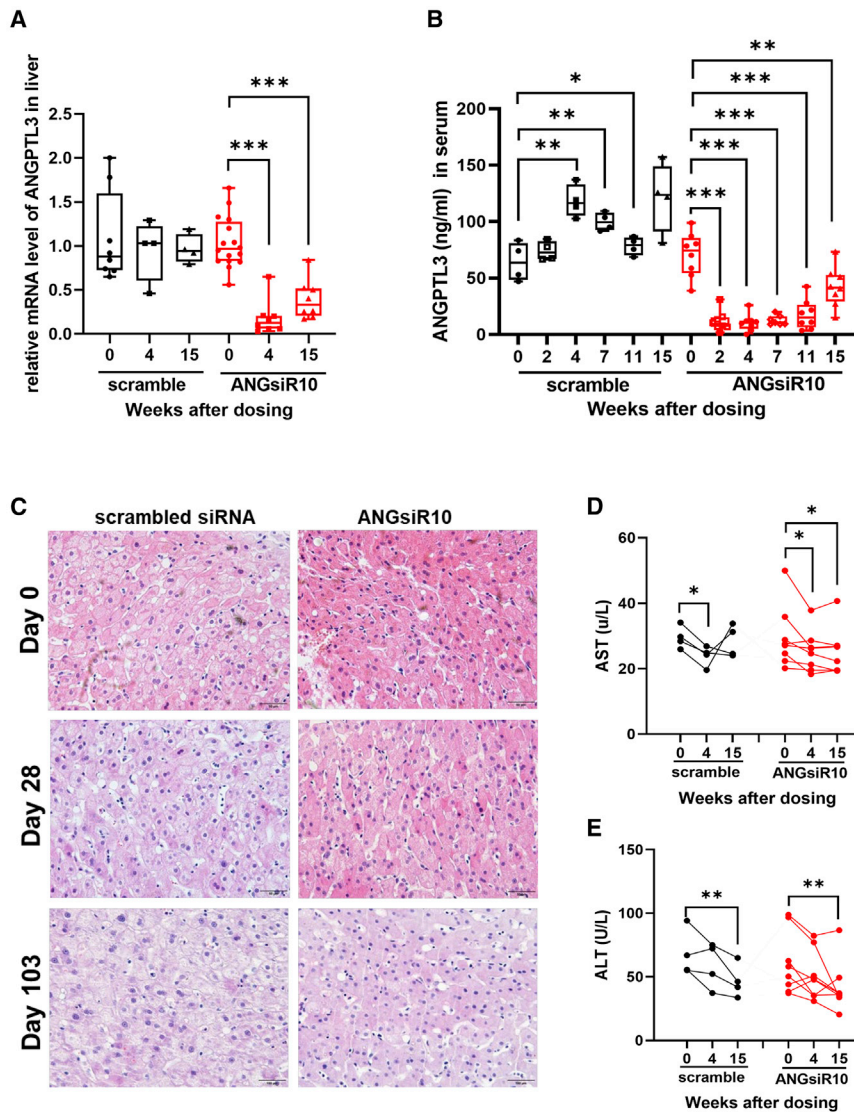 A
relative mRNA level of ANGPTL3 in liver
2.5
2.0
1.5
1.0
0.5
0.0
***
***
0 4 15 0 4 15
scramble ANGsiR10
Weeks after dosing
B
ANGPTL3 (ng/ml) in serum
200
150
100
50
0
*
**
**
**
***
***
***
***
0 2 4 7 11 15 0 2 4 7 11 15
scramble ANGsiR10
Weeks after dosing
C
scrambled siRNA ANGsiR10
Day 0
Day 28
Day 103
D
AST (u/L)
60
40
20
0
*
*
*
0 4 15 0 4 15
scramble ANGsiR10
Weeks after dosing
E
ALT (U/L)
150
100
50
0
**
**
0 4 15 0 4 15
scramble ANGsiR10
Weeks after dosing